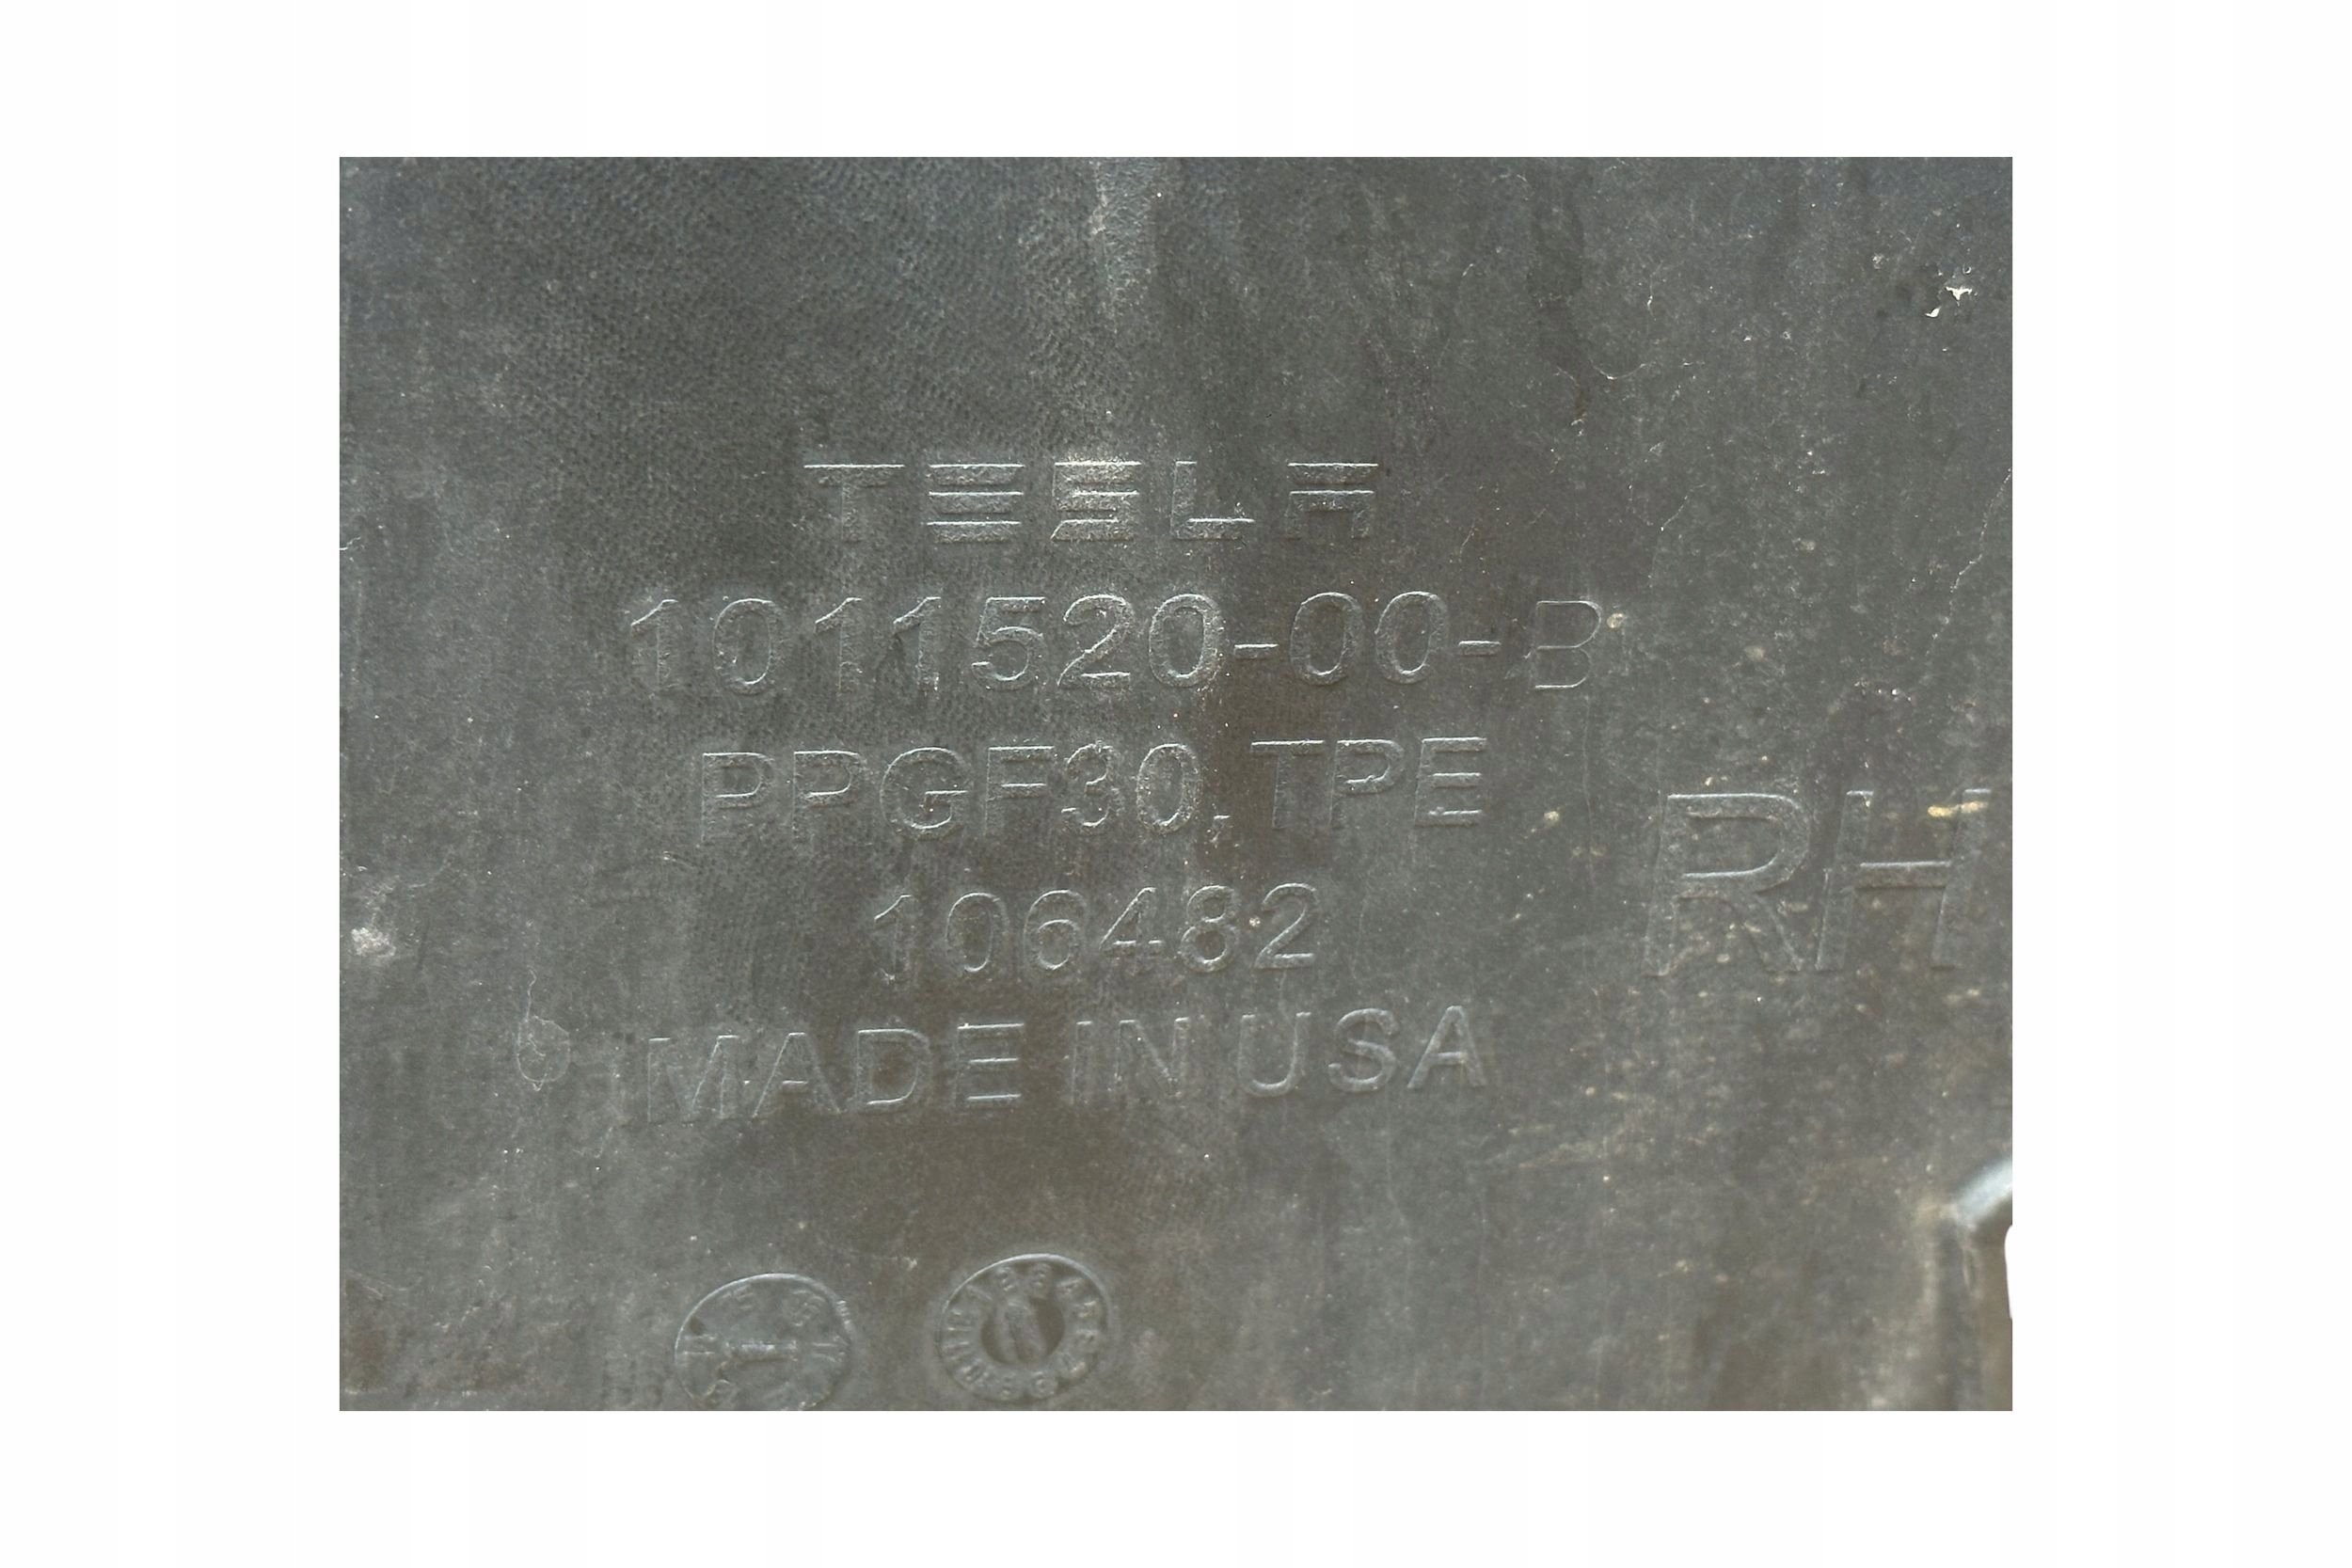 TESLA
1011520-00-B
PPGF30, TPE
RH
106482
MADE IN USA